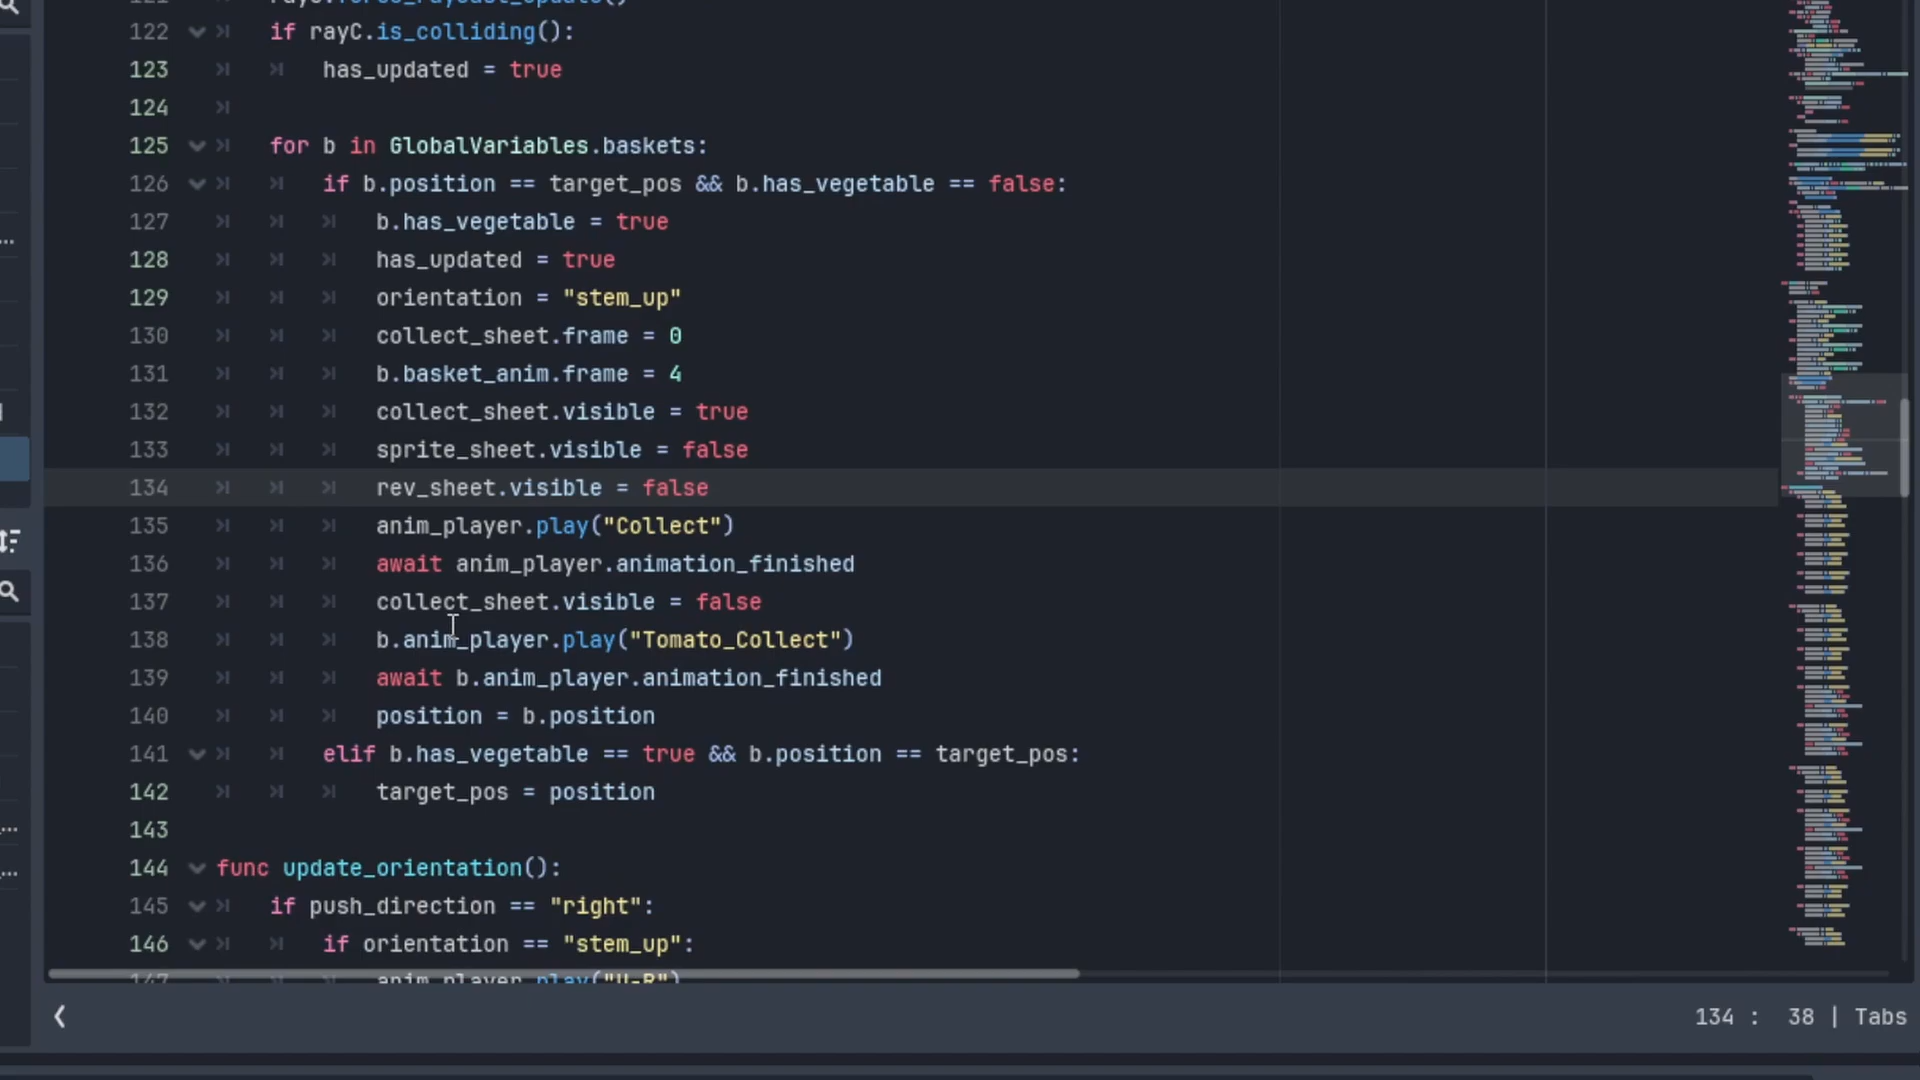 122 if rayC.is_colliding():
123 has_updated = true
124
125 for b in GlobalVariables.baskets:
126 if b.position == target_pos && b.has_vegetable == false:
127 b.has_vegetable = true
128 has_updated = true
129 orientation = "stem_up"
130 collect_sheet.frame = 0
131 b.basket_anim.frame = 4
132 collect_sheet.visible = true
133 sprite_sheet.visible = false
134 rev_sheet.visible = false
135 anim_player.play("Collect")
136 await anim_player.animation_finished
137 collect_sheet.visible = false
138 b.anim_player.play("Tomato_Collect")
139 await b.anim_player.animation_finished
140 position = b.position
141 elif b.has_vegetable == true && b.position == target_pos:
142 target_pos = position
143
144 func update_orientation():
145 if push_direction == "right":
146 if orientation == "stem_up":
147 anim_player.play("U-R")
134 : 38 | Tabs